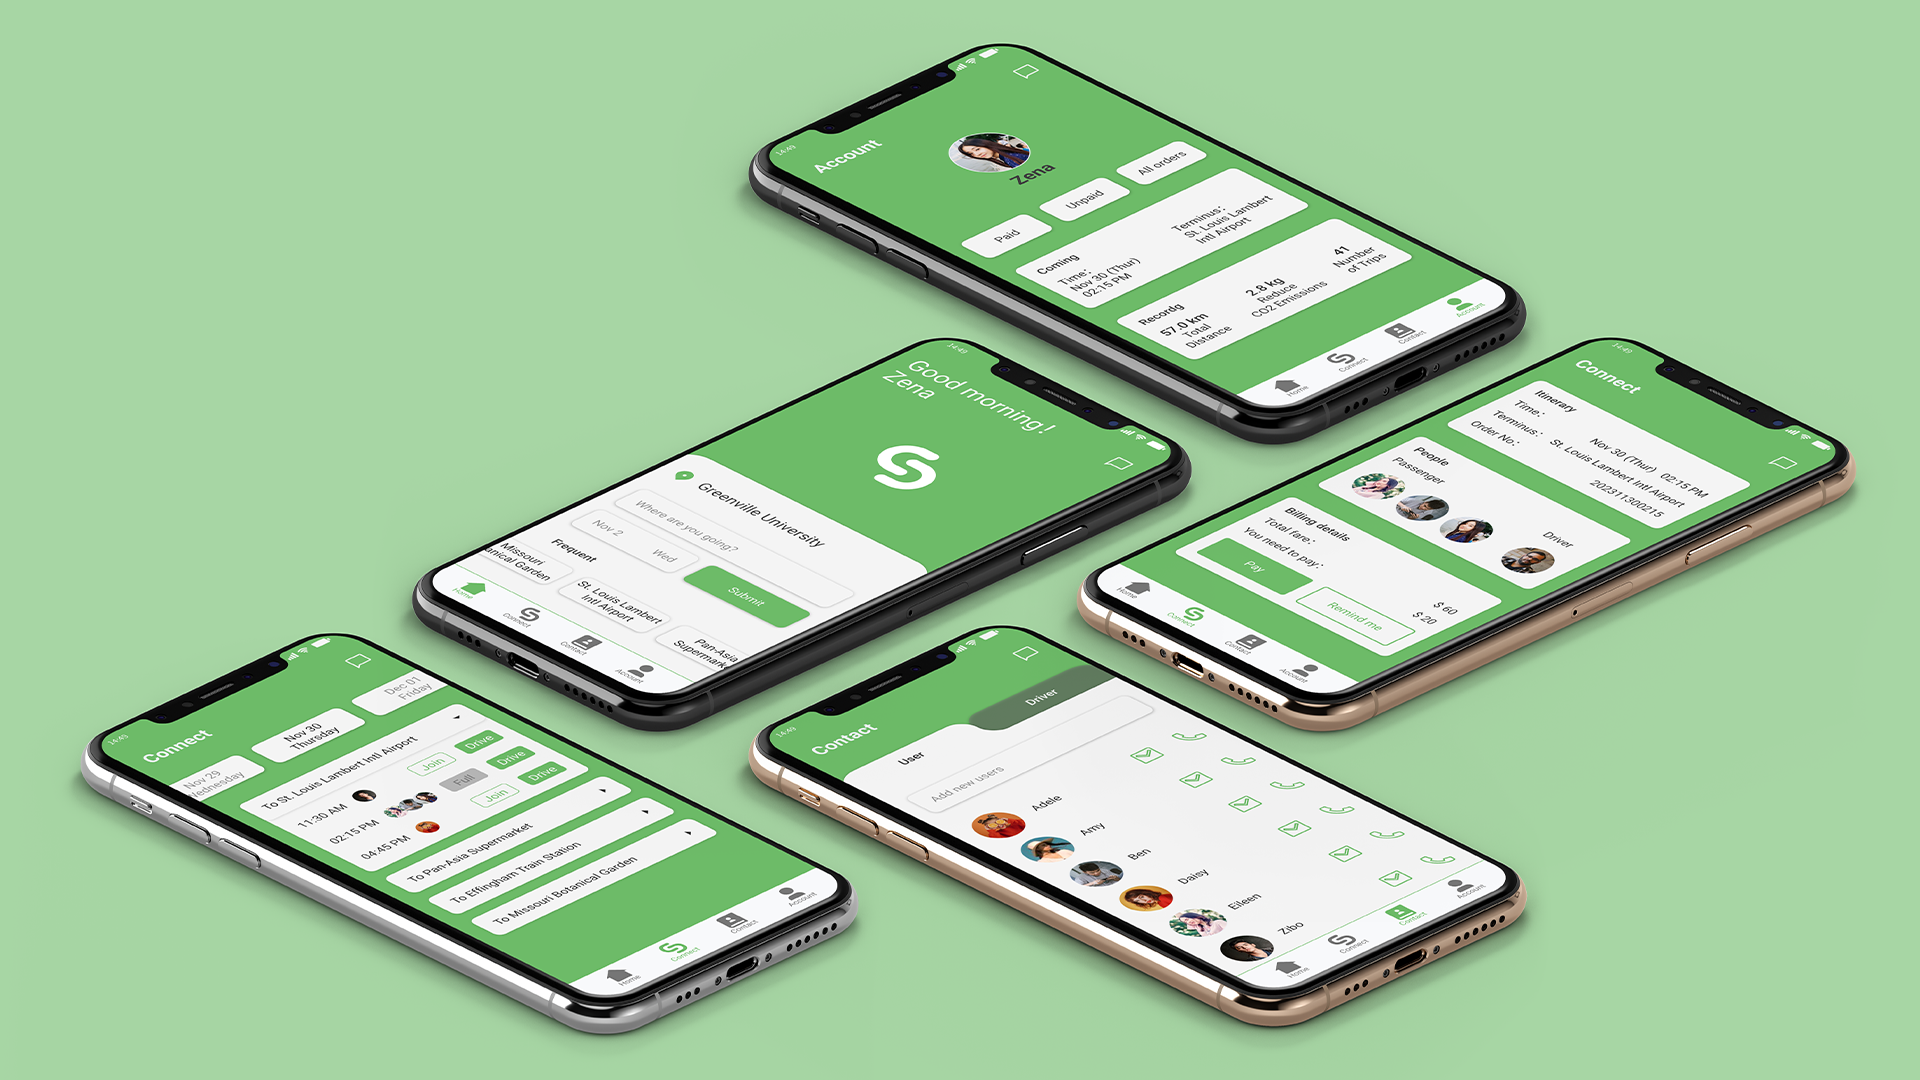 14:49
Account
Zena
Paid
Unpaid
All orders
Coming
Time:
Nov 30 (Thur)
02:15 PM
Terminus:
St. Louis Lambert
Intl Airport
Recordg
57.0 km
Total
Distance
2.8 kg
Reduce
CO2 Emissions
41
Number
of Trips
Home
Connect
Contact
Account
14:49
Good morning!
Zena
Greenville University
Where are you going?
Nov 2
Wed
Submit
Frequent
Missouri
anical Garden
St. Louis Lambert
Intl Airport
Pan-Asia
Supermark
Home
Connect
Contact
Account
14:49
Connect
Itinerary
Time:
Nov 30 (Thur) 02:15 PM
Terminus:
St. Louis Lambert Intl Airport
Order No:
202311300215
People
Passenger
Driver
Billing details
Total fare:
$ 60
You need to pay:
$ 20
Pay
Remind me
Home
Connect
Contact
Account
14:49
Connect
Nov 29
Wednesday
Nov 30
Thursday
Dec 01
Friday
To St. Louis Lambert Intl Airport
11:30 AM
Join
Drive
02:15 PM
Full
Drive
04:45 PM
Join
Drive
To Pan-Asia Supermarket
To Effingham Train Station
To Missouri Botanical Garden
Home
Connect
Contact
Account
14:49
Contact
User
Driver
Add new users
Adele
Amy
Ben
Daisy
Eileen
Zibo
Home
Connect
Contact
Account